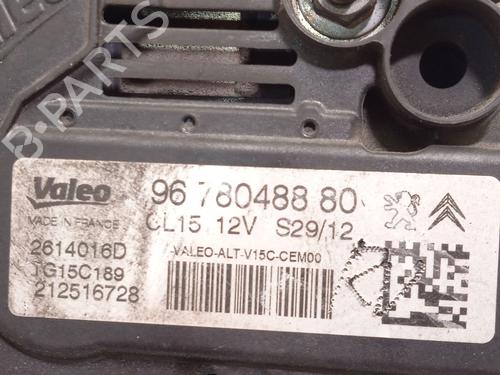 B-PARTS
Valeo
96 780488 80
MADE IN FRANCE
CL15 12V S29/12
2614016D
VALEO-ALT-V15C-CEM00
TG15C189
212516728